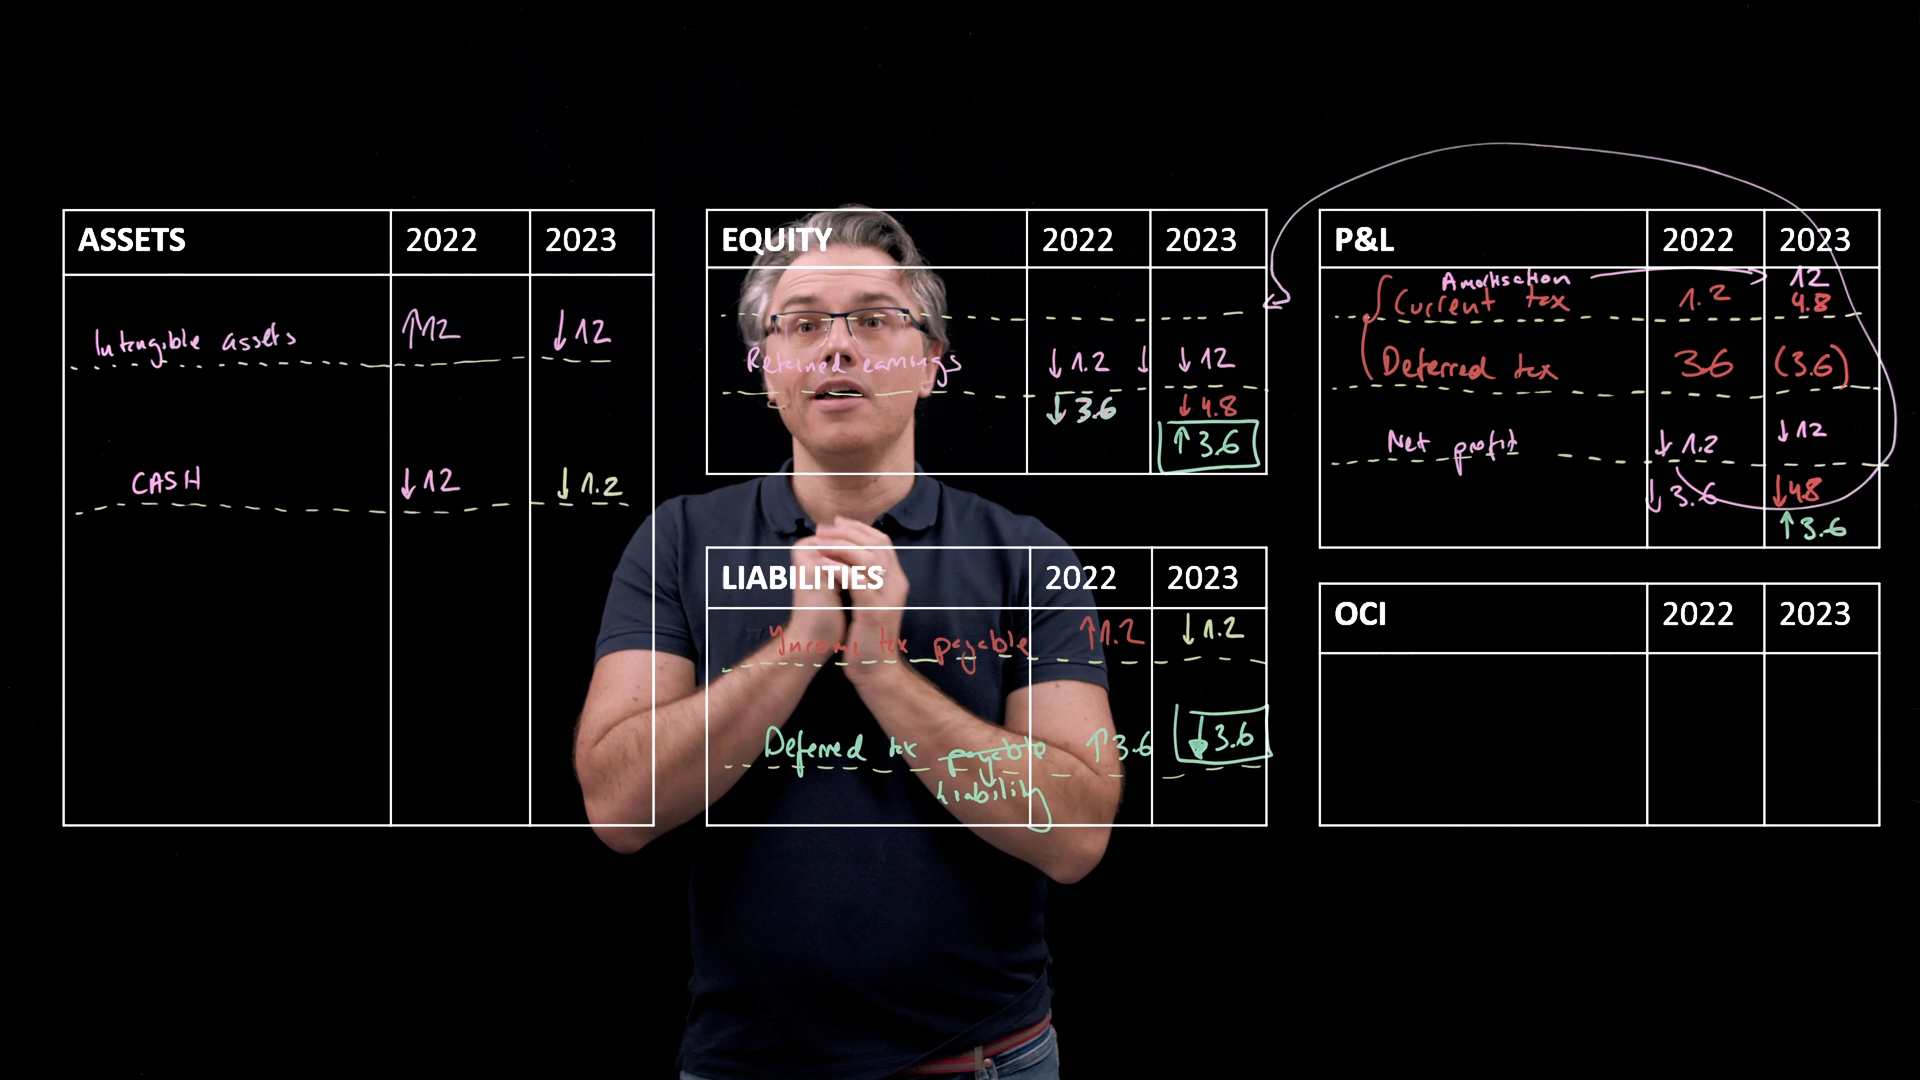 ASSETS 2022 2023
Intangible assets ↑12 ↓12
CASH ↓12 ↓1.2
EQUITY 2022 2023
Retained earnings ↓1.2 ↓ ↓12
↓3.6 ↓4.8
↑3.6
LIABILITIES 2022 2023
Income tax payable ↑1.2 ↓1.2
Deferred tax payable ↑3.6 ↓3.6
liability
P&L 2022 2023
Amortisation 12
Current tax 1.2 4.8
Deferred tax 3.6 (3.6)
Net profit ↓1.2 ↓12
↓3.6 ↓4.8
↑3.6
OCI 2022 2023